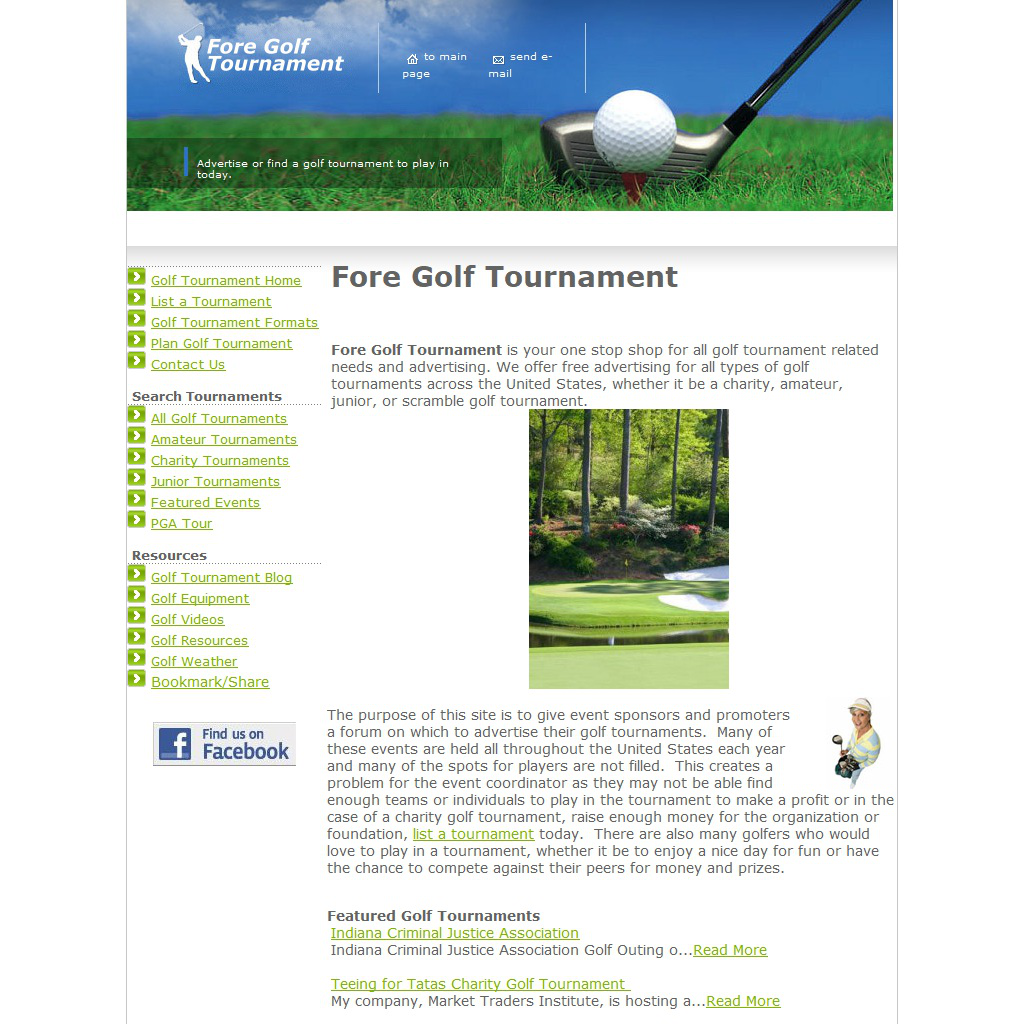 Fore Golf
Tournament
to main
page
send e-
mail
Advertise or find a golf tournament to play in
today.
Golf Tournament Home
List a Tournament
Golf Tournament Formats
Plan Golf Tournament
Contact Us
Search Tournaments
All Golf Tournaments
Amateur Tournaments
Charity Tournaments
Junior Tournaments
Featured Events
PGA Tour
Resources
Golf Tournament Blog
Golf Equipment
Golf Videos
Golf Resources
Golf Weather
Bookmark/Share
Find us on
Facebook
Fore Golf Tournament
Fore Golf Tournament is your one stop shop for all golf tournament related
needs and advertising. We offer free advertising for all types of golf
tournaments across the United States, whether it be a charity, amateur,
junior, or scramble golf tournament.
The purpose of this site is to give event sponsors and promoters
a forum on which to advertise their golf tournaments.  Many of
these events are held all throughout the United States each year
and many of the spots for players are not filled.  This creates a
problem for the event coordinator as they may not be able find
enough teams or individuals to play in the tournament to make a profit or in the
case of a charity golf tournament, raise enough money for the organization or
foundation, list a tournament today.  There are also many golfers who would
love to play in a tournament, whether it be to enjoy a nice day for fun or have
the chance to compete against their peers for money and prizes.
Featured Golf Tournaments
Indiana Criminal Justice Association
Indiana Criminal Justice Association Golf Outing o...Read More
Teeing for Tatas Charity Golf Tournament
My company, Market Traders Institute, is hosting a...Read More